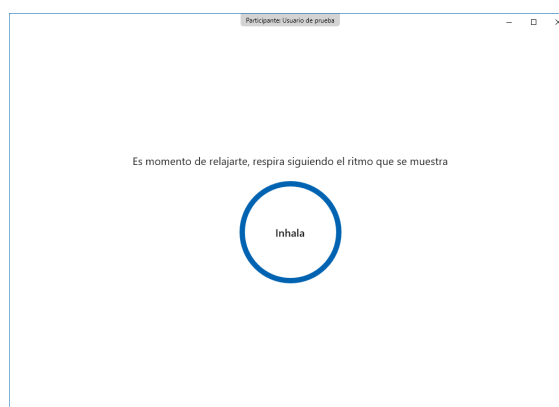 Participante: Usuario de prueba
Es momento de relajarte, respira siguiendo el ritmo que se muestra
Inhala